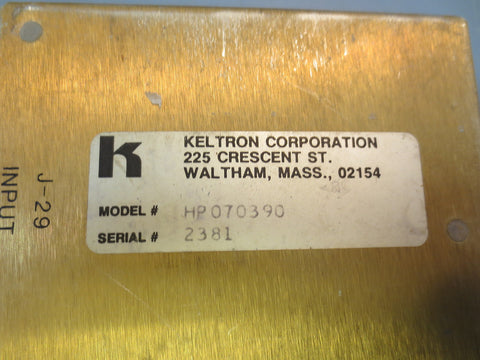 K
KELTRON CORPORATION
225 CRESCENT ST.
WALTHAM, MASS., 02154
MODEL # HP070390
SERIAL # 2381
J-29
INPUT